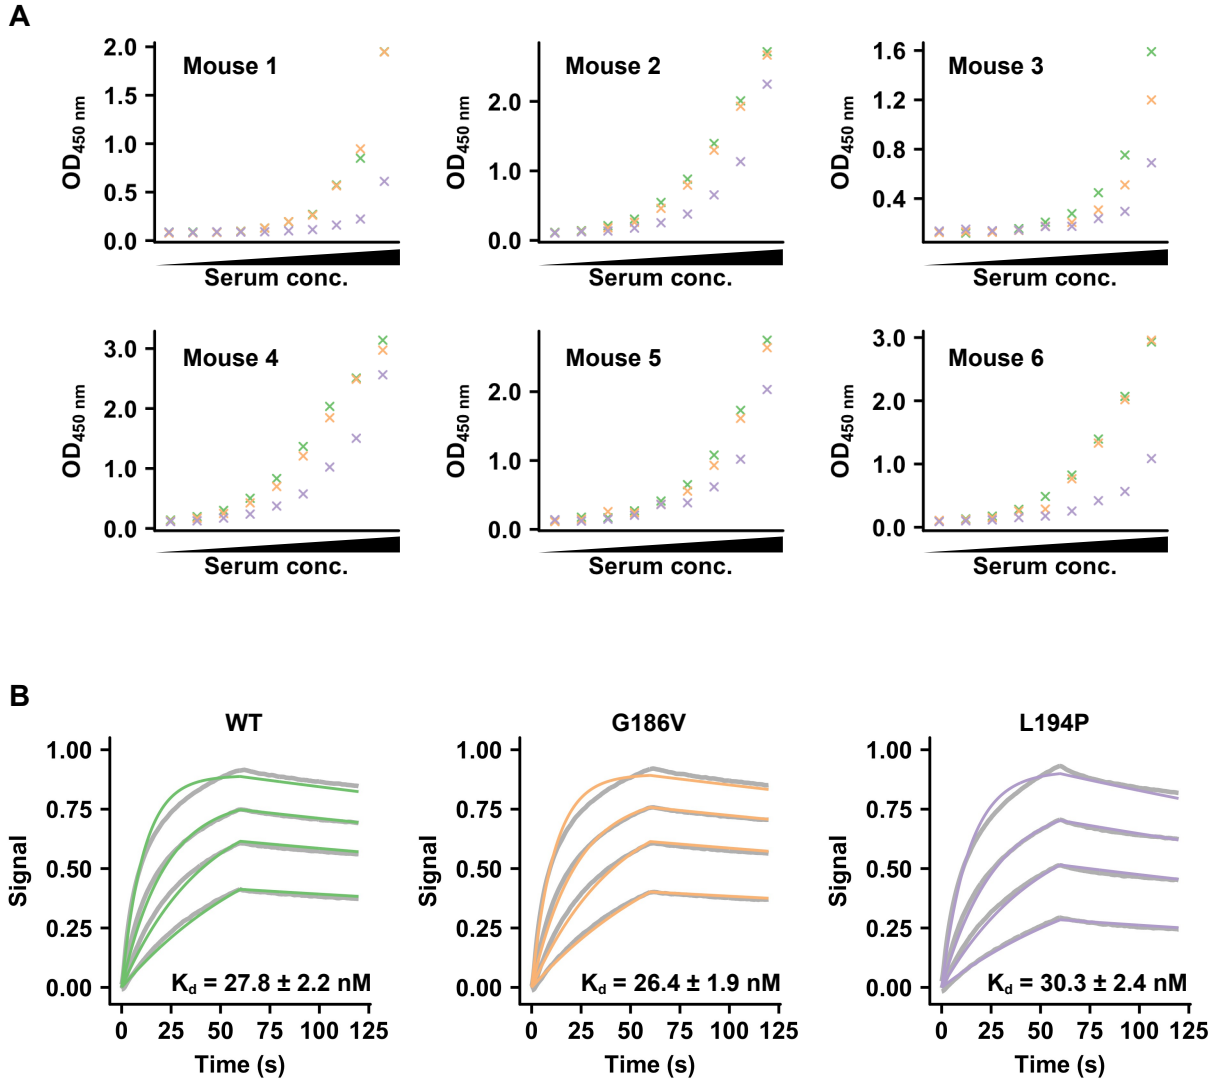 A
Mouse 1
OD450 nm
2.0
1.5
1.0
0.5
0.0
Serum conc.
Mouse 2
OD450 nm
2.0
1.0
0.0
Serum conc.
Mouse 3
OD450 nm
1.6
1.2
0.8
0.4
Serum conc.
Mouse 4
OD450 nm
3.0
2.0
1.0
0.0
Serum conc.
Mouse 5
OD450 nm
2.0
1.0
0.0
Serum conc.
Mouse 6
OD450 nm
3.0
2.0
1.0
0.0
Serum conc.
B
WT
Signal
1.00
0.75
0.50
0.25
0.00
Kd = 27.8 ± 2.2 nM
0 25 50 75 100 125
Time (s)
G186V
Signal
1.00
0.75
0.50
0.25
0.00
Kd = 26.4 ± 1.9 nM
0 25 50 75 100 125
Time (s)
L194P
Signal
1.00
0.75
0.50
0.25
0.00
Kd = 30.3 ± 2.4 nM
0 25 50 75 100 125
Time (s)